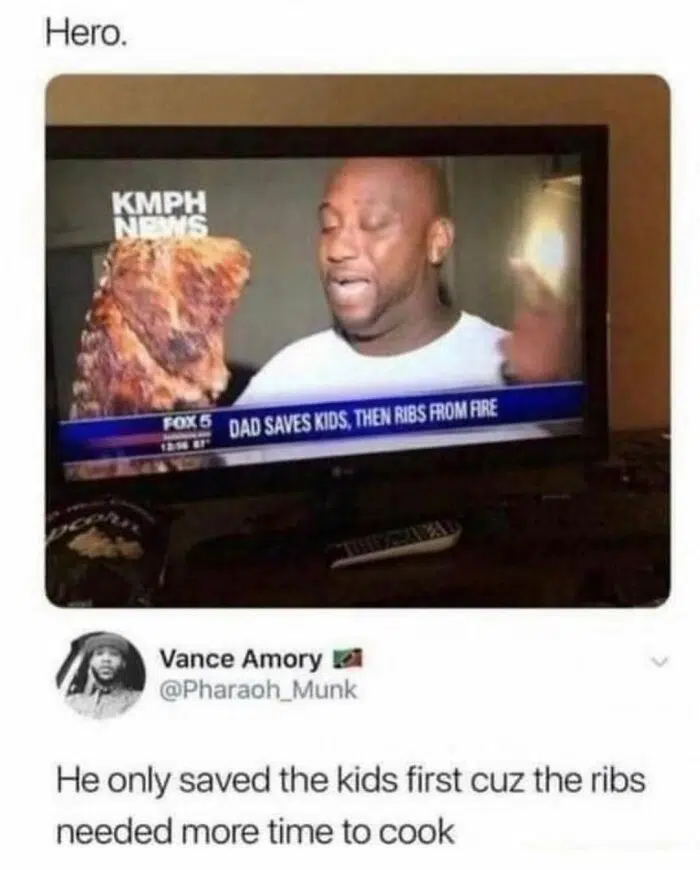 Hero.
KMPH
NEWS
FOX 5
DAD SAVES KIDS, THEN RIBS FROM FIRE
Vance Amory
@Pharaoh_Munk
He only saved the kids first cuz the ribs
needed more time to cook